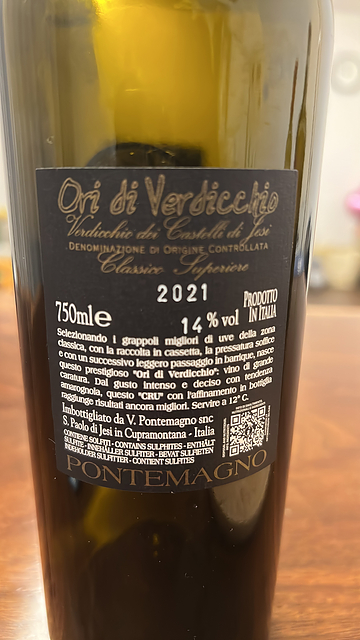 Ori di Verdicchio
Verdicchio dei Castelli di Jesi
DENOMINAZIONE DI ORIGINE CONTROLLATA
Classico Superiore
2021
PRODOTTO
IN ITALIA
750ml e
14 % vol
Selezionando i grappoli migliori di uve della zona
classica, con la raccolta in cassetta, la pressatura soffice
e con un successivo leggero passaggio in barrique, nasce
questo prestigioso "Ori di Verdicchio": vino di grande
caratura. Dal gusto intenso e deciso con tendenza
amarognola, questo "CRU" con l'affinamento in bottiglia
raggiunge risultati ancora migliori. Servire a 12° C.
Imbottigliato da V. Pontemagno snc
S. Paolo di Jesi in Cupramontana - Italia
CONTIENE SOLFITI - CONTAINS SULPHITES - ENTHÄLT
SULFITE - INNEHÅLLER SULFITER - BEVAT SULFIETEN
INDEHOLDER SULFITTER - CONTIENT SULFITES
PONTEMAGNO